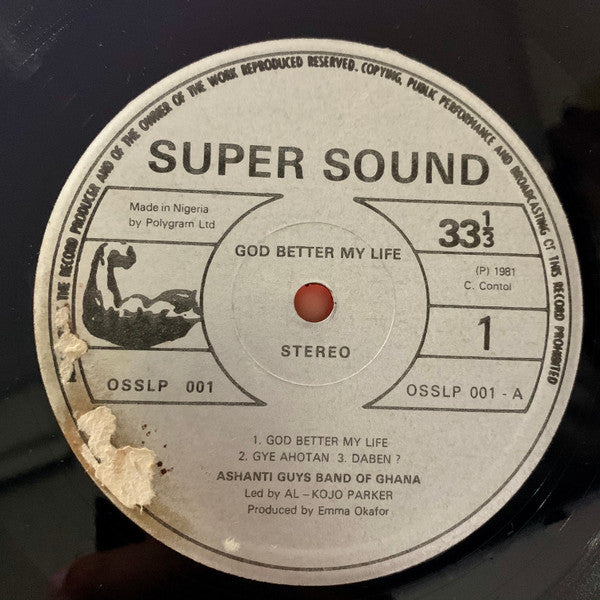 THE RECORD PRODUCER AND OF THE OWNER OF THE WORK REPRODUCED RESERVED. COPYING, PUBLIC PERFORMANCE AND BROADCASTING OF THIS RECORD PROHIBITED
SUPER SOUND
Made in Nigeria
by Polygram Ltd
GOD BETTER MY LIFE
33 1/3
(P) 1981
C. Contol
STEREO
1
OSSLP 001
OSSLP 001 - A
1. GOD BETTER MY LIFE
2. GYE AHOTAN 3. DABEN ?
ASHANTI GUYS BAND OF GHANA
Led by AL - KOJO PARKER
Produced by Emma Okafor